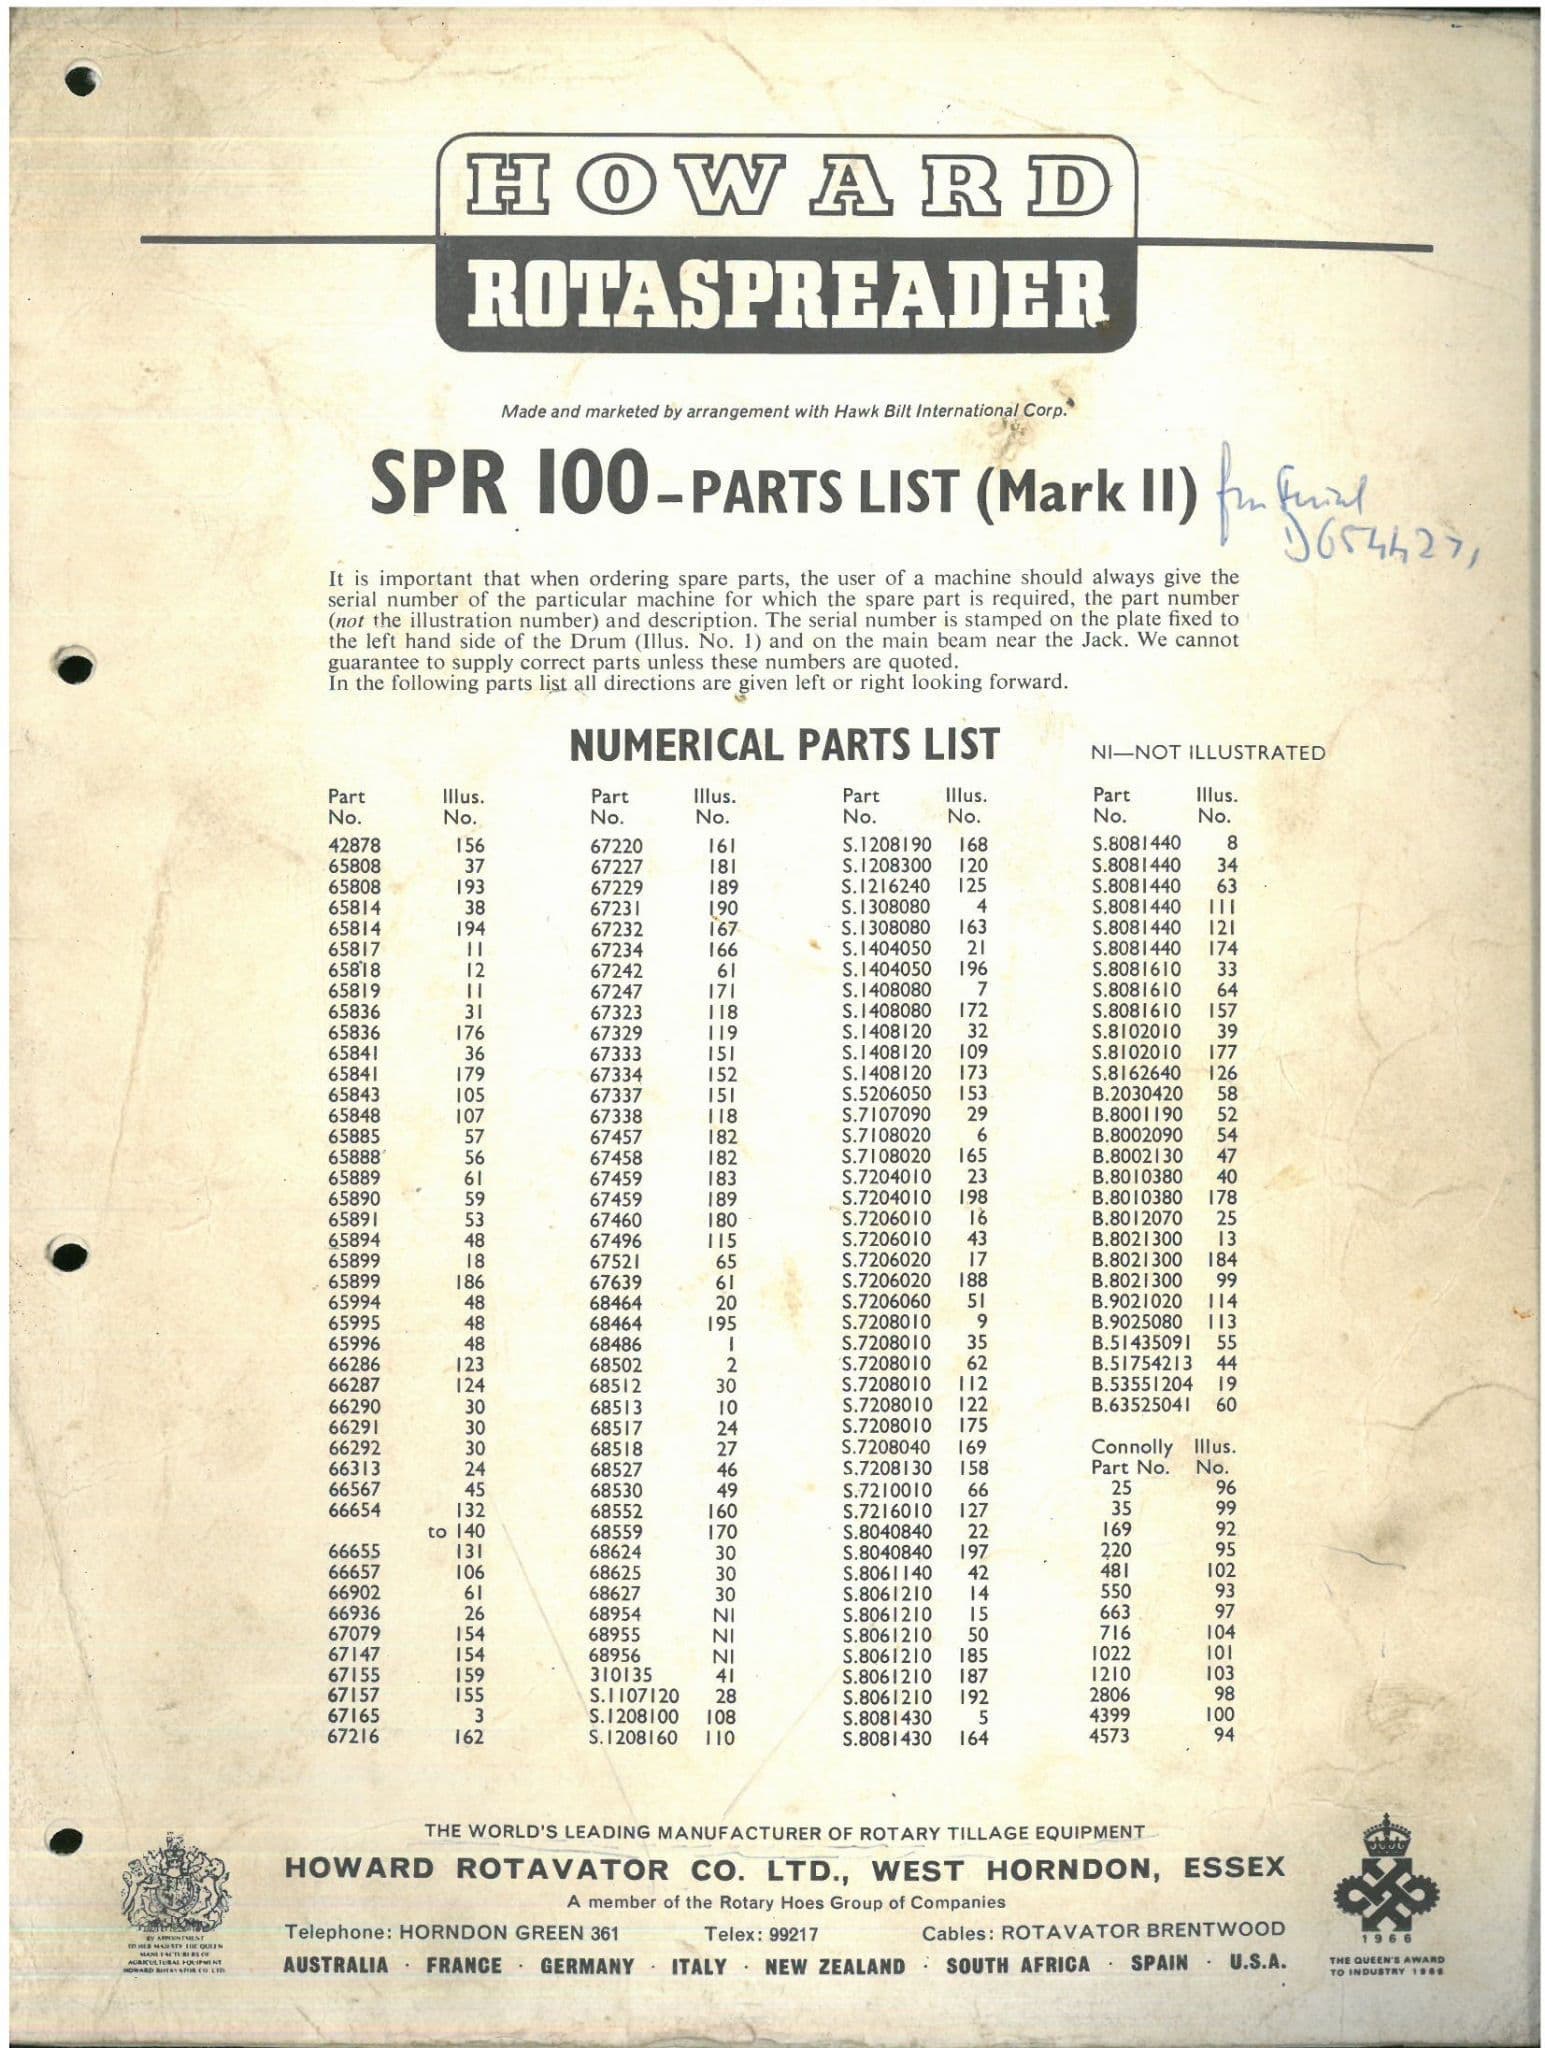 HOWARD
ROTASPREADER
Made and marketed by arrangement with Hawk Bilt International Corp.
SPR 100-PARTS LIST (Mark II)
It is important that when ordering spare parts, the user of a machine should always give the
serial number of the particular machine for which the spare part is required, the part number
(not the illustration number) and description. The serial number is stamped on the plate fixed to
the left hand side of the Drum (Illus. No. 1) and on the main beam near the Jack. We cannot
guarantee to supply correct parts unless these numbers are quoted.
In the following parts list all directions are given left or right looking forward.
NUMERICAL PARTS LIST
NI—NOT ILLUSTRATED
Part Illus.
No. No.
42878 156
65808 37
65808 193
65814 38
65814 194
65817 11
65818 12
65819 11
65836 31
65836 176
65841 36
65841 179
65843 105
65848 107
65885 57
65888 56
65889 61
65890 59
65891 53
65894 48
65899 18
65899 186
65994 48
65995 48
65996 48
66286 123
66287 124
66290 30
66291 30
66292 30
66313 24
66567 45
66654 132
to 140
66655 131
66657 106
66902 61
66936 26
67079 154
67147 154
67155 159
67157 155
67165 3
67216 162
Part Illus.
No. No.
67220 161
67227 181
67229 189
67231 190
67232 167
67234 166
67242 61
67247 171
67323 118
67329 119
67333 151
67334 152
67337 151
67338 118
67457 182
67458 182
67459 183
67459 189
67460 180
67496 115
67521 65
67639 61
68464 20
68464 195
68486 1
68502 2
68512 30
68513 10
68517 24
68518 27
68527 46
68530 49
68552 160
68559 170
68624 30
68625 30
68627 30
68954 NI
68955 NI
68956 NI
310135 41
S.1107120 28
S.1208100 108
S.1208160 110
Part Illus.
No. No.
S.1208190 168
S.1208300 120
S.1216240 125
S.1308080 4
S.1308080 163
S.1404050 21
S.1404050 196
S.1408080 7
S.1408080 172
S.1408120 32
S.1408120 109
S.1408120 173
S.5206050 153
S.7107090 29
S.7108020 6
S.7108020 165
S.7204010 23
S.7204010 198
S.7206010 16
S.7206010 43
S.7206020 17
S.7206020 188
S.7206060 51
S.7208010 9
S.7208010 35
S.7208010 62
S.7208010 112
S.7208010 122
S.7208010 175
S.7208040 169
S.7208130 158
S.7210010 66
S.7216010 127
S.8040840 22
S.8040840 197
S.8061140 42
S.8061210 14
S.8061210 15
S.8061210 50
S.8061210 185
S.8061210 187
S.8061210 192
S.8081430 5
S.8081430 164
Part Illus.
No. No.
S.8081440 8
S.8081440 34
S.8081440 63
S.8081440 111
S.8081440 121
S.8081440 174
S.8081610 33
S.8081610 64
S.8081610 157
S.8102010 39
S.8102010 177
S.8162640 126
B.2030420 58
B.8001190 52
B.8002090 54
B.8002130 47
B.8010380 40
B.8010380 178
B.8012070 25
B.8021300 13
B.8021300 184
B.8021300 99
B.9021020 114
B.9025080 113
B.51435091 55
B.51754213 44
B.53551204 19
B.63525041 60
Connolly Illus.
Part No. No.
25 96
35 99
169 92
220 95
481 102
550 93
663 97
716 104
1022 101
1210 103
2806 98
4399 100
4573 94
THE WORLD'S LEADING MANUFACTURER OF ROTARY TILLAGE EQUIPMENT
HOWARD ROTAVATOR CO. LTD., WEST HORNDON, ESSEX
A member of the Rotary Hoes Group of Companies
Telephone: HORNDON GREEN 361 Telex: 99217 Cables: ROTAVATOR BRENTWOOD
AUSTRALIA · FRANCE · GERMANY · ITALY · NEW ZEALAND · SOUTH AFRICA · SPAIN · U.S.A.
BY APPOINTMENT
TO HER MAJESTY THE QUEEN
MANUFACTURERS OF
AGRICULTURAL EQUIPMENT
HOWARD ROTAVATOR CO LTD.
1966
THE QUEEN'S AWARD
TO INDUSTRY 1966